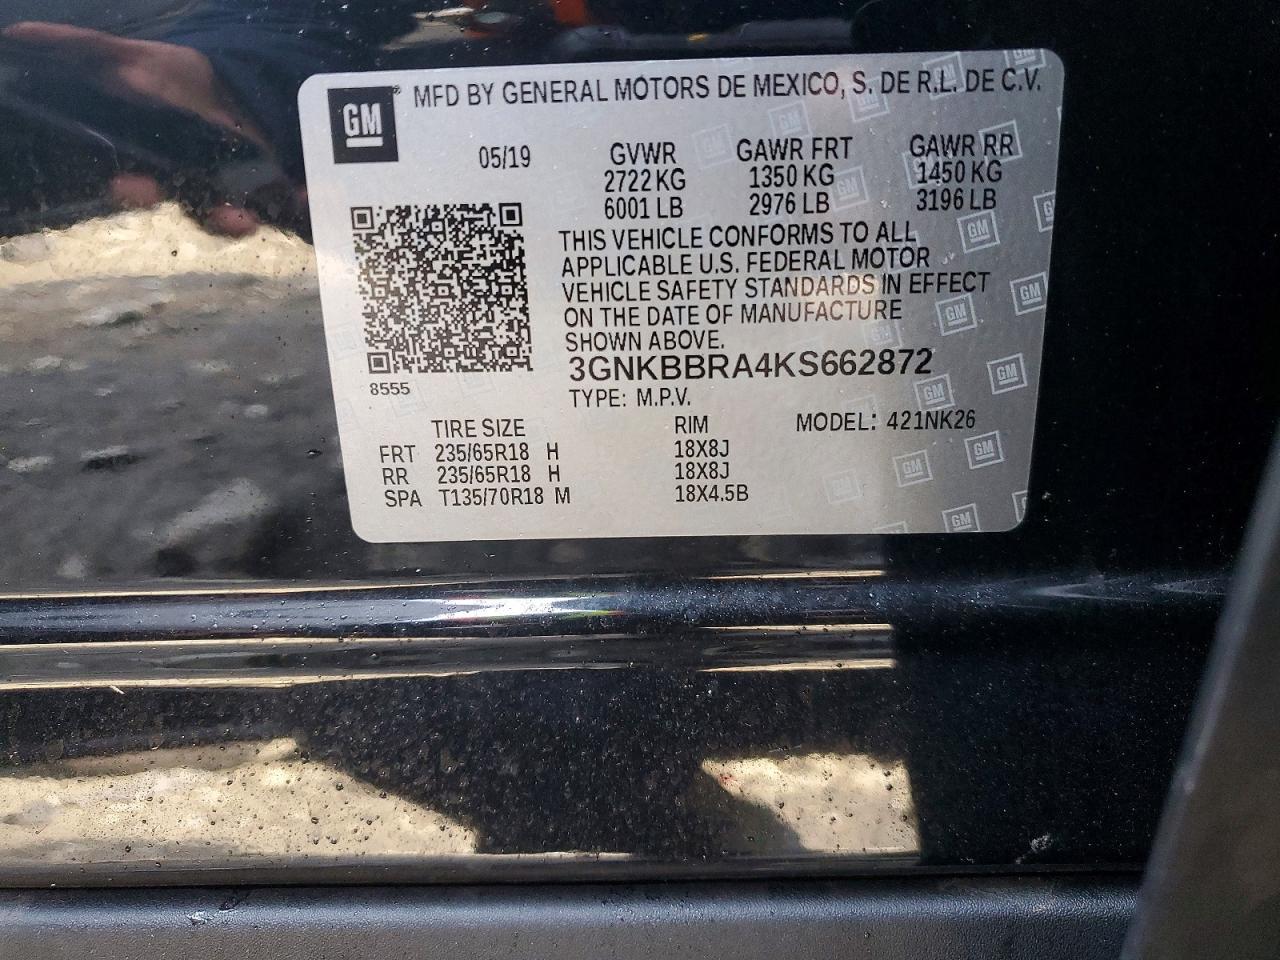 GM ® MFD BY GENERAL MOTORS DE MEXICO, S. DE R.L. DE C.V.
05/19 GVWR GAWR FRT GAWR RR
2722 KG 1350 KG 1450 KG
6001 LB 2976 LB 3196 LB
THIS VEHICLE CONFORMS TO ALL
APPLICABLE U.S. FEDERAL MOTOR
VEHICLE SAFETY STANDARDS IN EFFECT
ON THE DATE OF MANUFACTURE
SHOWN ABOVE.
3GNKBBRA4KS662872
8555
TYPE: M.P.V.
TIRE SIZE RIM MODEL: 421NK26
FRT 235/65R18 H 18X8J
RR 235/65R18 H 18X8J
SPA T135/70R18 M 18X4.5B